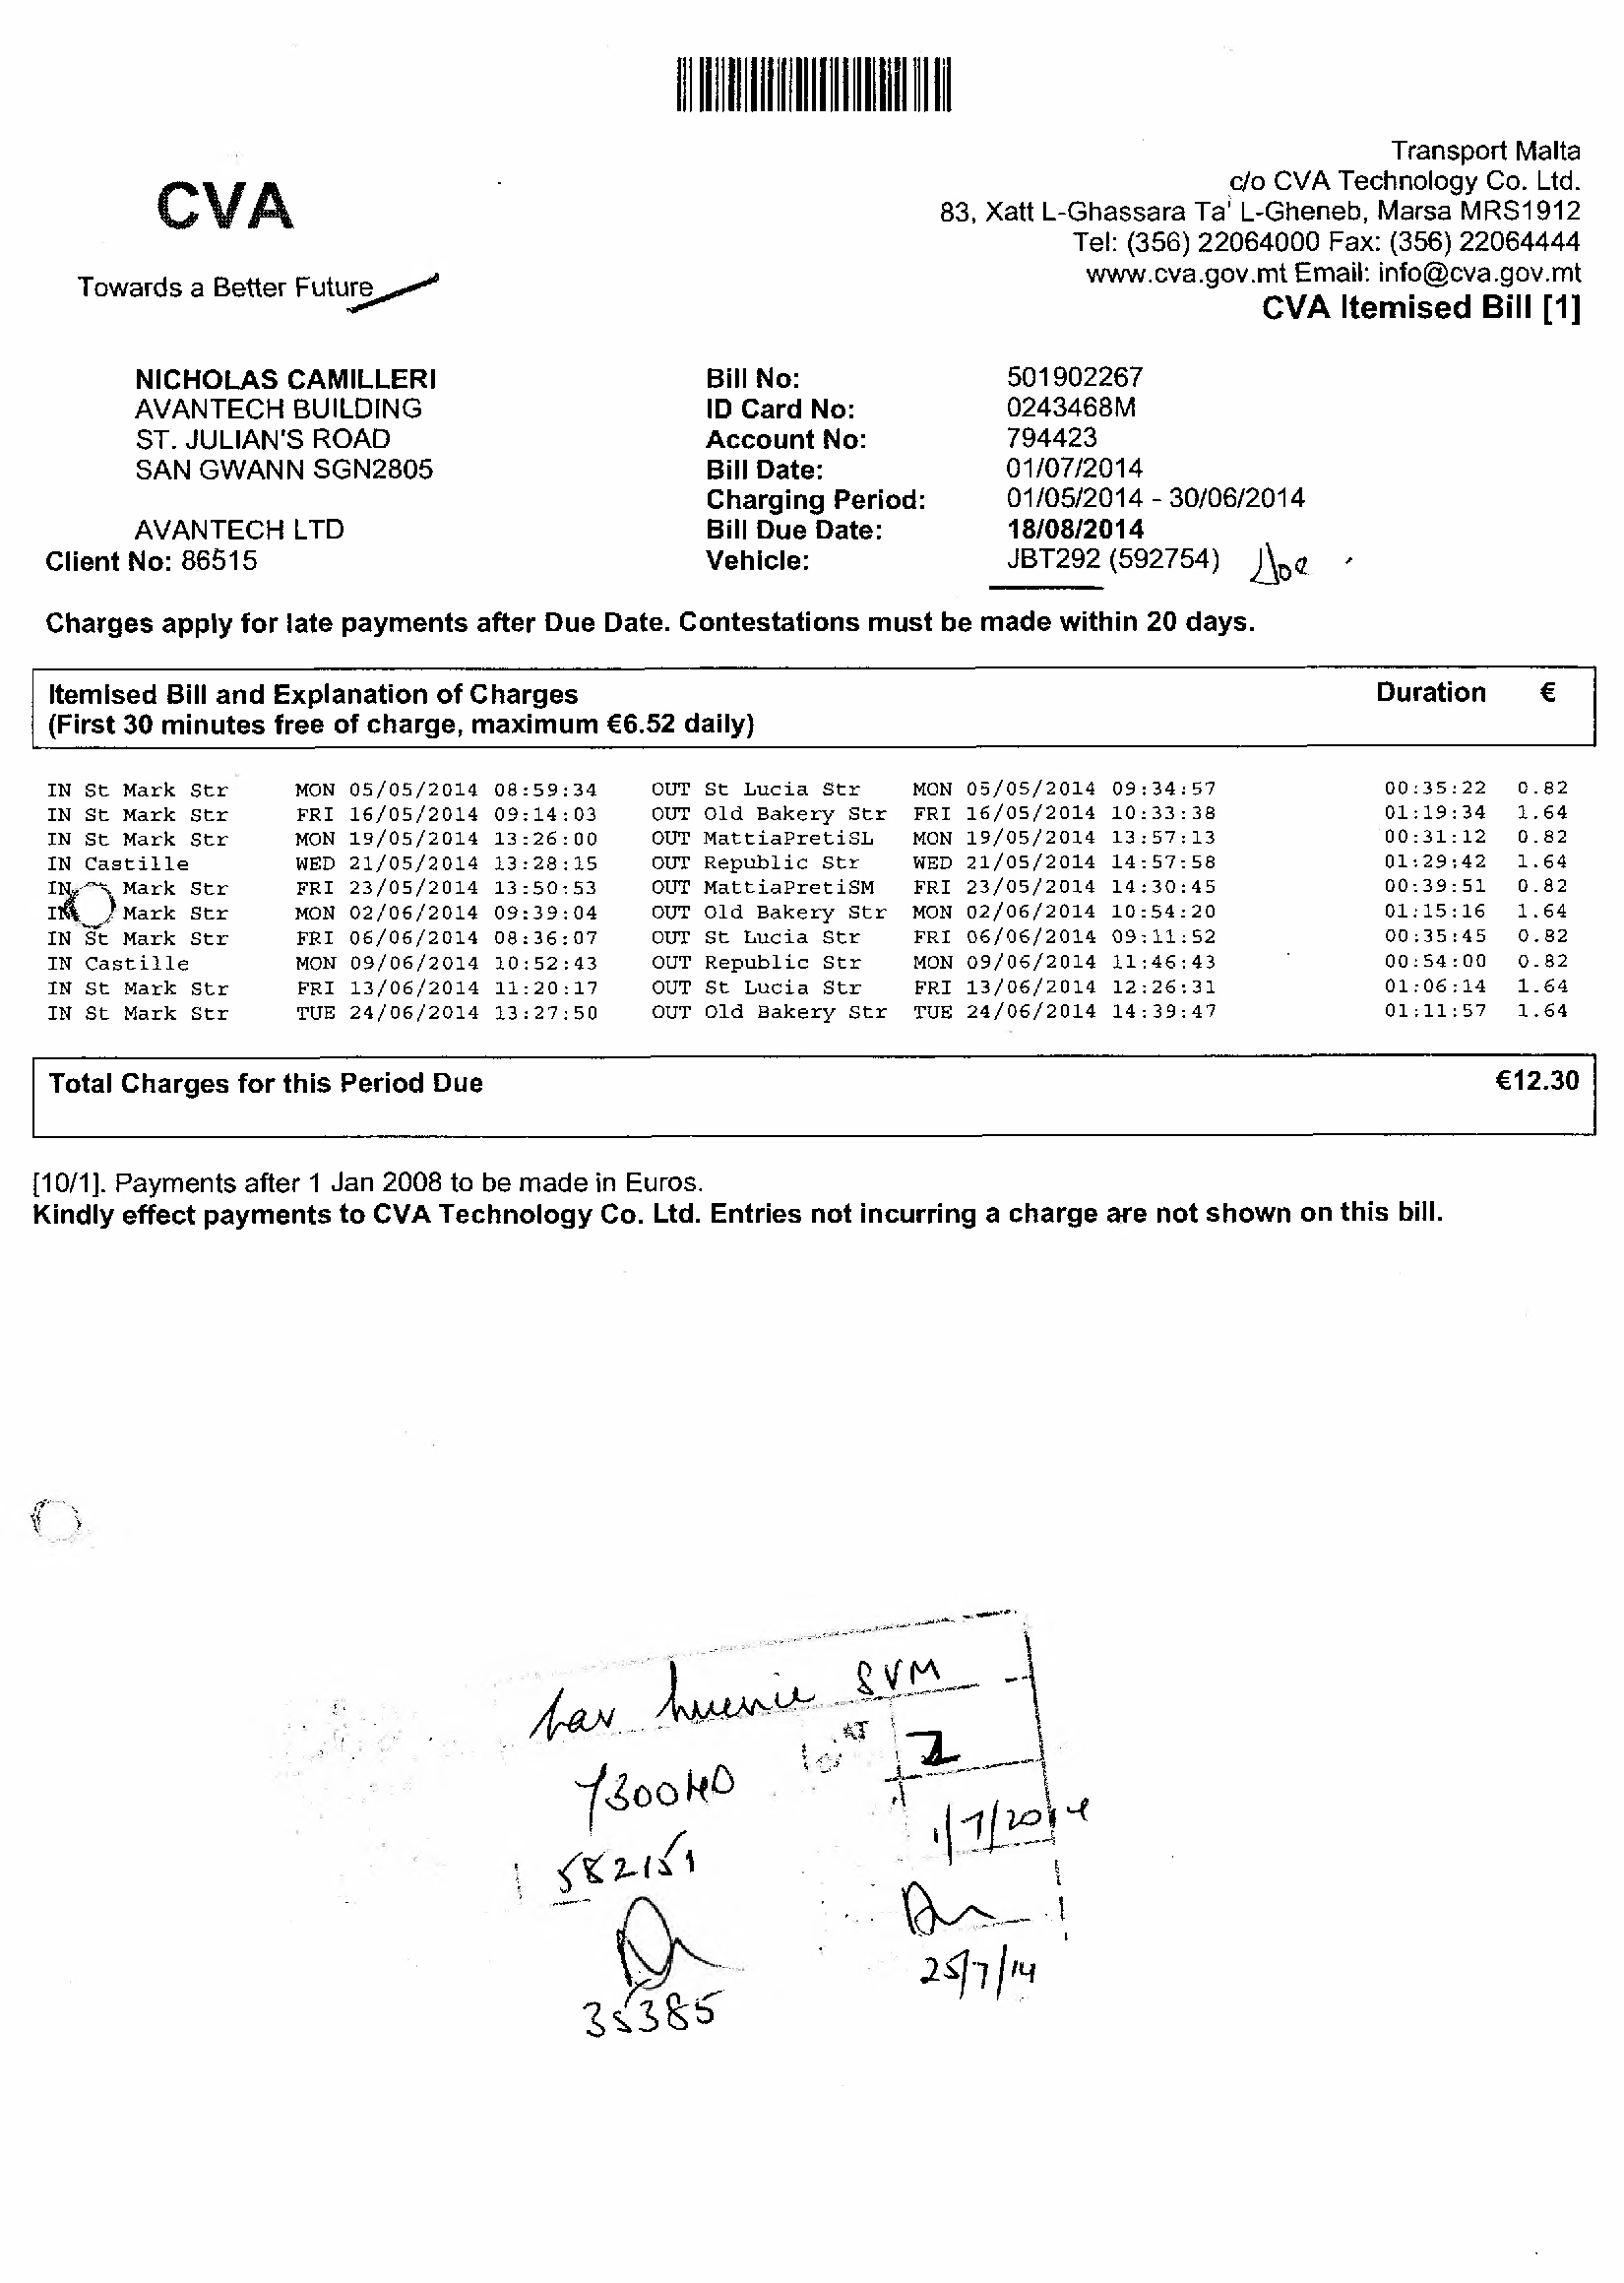 CVA
Towards a Better Future
Transport Malta
c/o CVA Technology Co. Ltd.
83, Xatt L-Ghassara Ta' L-Gheneb, Marsa MRS1912
Tel: (356) 22064000 Fax: (356) 22064444
www.cva.gov.mt Email: info@cva.gov.mt
CVA Itemised Bill [1]
NICHOLAS CAMILLERI
AVANTECH BUILDING
ST. JULIAN'S ROAD
SAN GWANN SGN2805
AVANTECH LTD
Client No: 86515
Bill No: 501902267
ID Card No: 0243468M
Account No: 794423
Bill Date: 01/07/2014
Charging Period: 01/05/2014 - 30/06/2014
Bill Due Date: 18/08/2014
Vehicle: JBT292 (592754)
Charges apply for late payments after Due Date. Contestations must be made within 20 days.
Itemised Bill and Explanation of Charges Duration €
(First 30 minutes free of charge, maximum €6.52 daily)
IN St Mark Str MON 05/05/2014 08:59:34 OUT St Lucia Str MON 05/05/2014 09:34:57 00:35:22 0.82
IN St Mark Str FRI 16/05/2014 09:14:03 OUT Old Bakery Str FRI 16/05/2014 10:33:38 01:19:34 1.64
IN St Mark Str MON 19/05/2014 13:26:00 OUT MattiaPretiSL MON 19/05/2014 13:57:13 00:31:12 0.82
IN Castille WED 21/05/2014 13:28:15 OUT Republic Str WED 21/05/2014 14:57:58 01:29:42 1.64
IN Mark Str FRI 23/05/2014 13:50:53 OUT MattiaPretiSM FRI 23/05/2014 14:30:45 00:39:51 0.82
IN Mark Str MON 02/06/2014 09:39:04 OUT Old Bakery Str MON 02/06/2014 10:54:20 01:15:16 1.64
IN St Mark Str FRI 06/06/2014 08:36:07 OUT St Lucia Str FRI 06/06/2014 09:11:52 00:35:45 0.82
IN Castille MON 09/06/2014 10:52:43 OUT Republic Str MON 09/06/2014 11:46:43 00:54:00 0.82
IN St Mark Str FRI 13/06/2014 11:20:17 OUT St Lucia Str FRI 13/06/2014 12:26:31 01:06:14 1.64
IN St Mark Str TUE 24/06/2014 13:27:50 OUT Old Bakery Str TUE 24/06/2014 14:39:47 01:11:57 1.64
Total Charges for this Period Due €12.30
[10/1]. Payments after 1 Jan 2008 to be made in Euros.
Kindly effect payments to CVA Technology Co. Ltd. Entries not incurring a charge are not shown on this bill.
SVM
1/7/2014
582151
25/7/14
35385